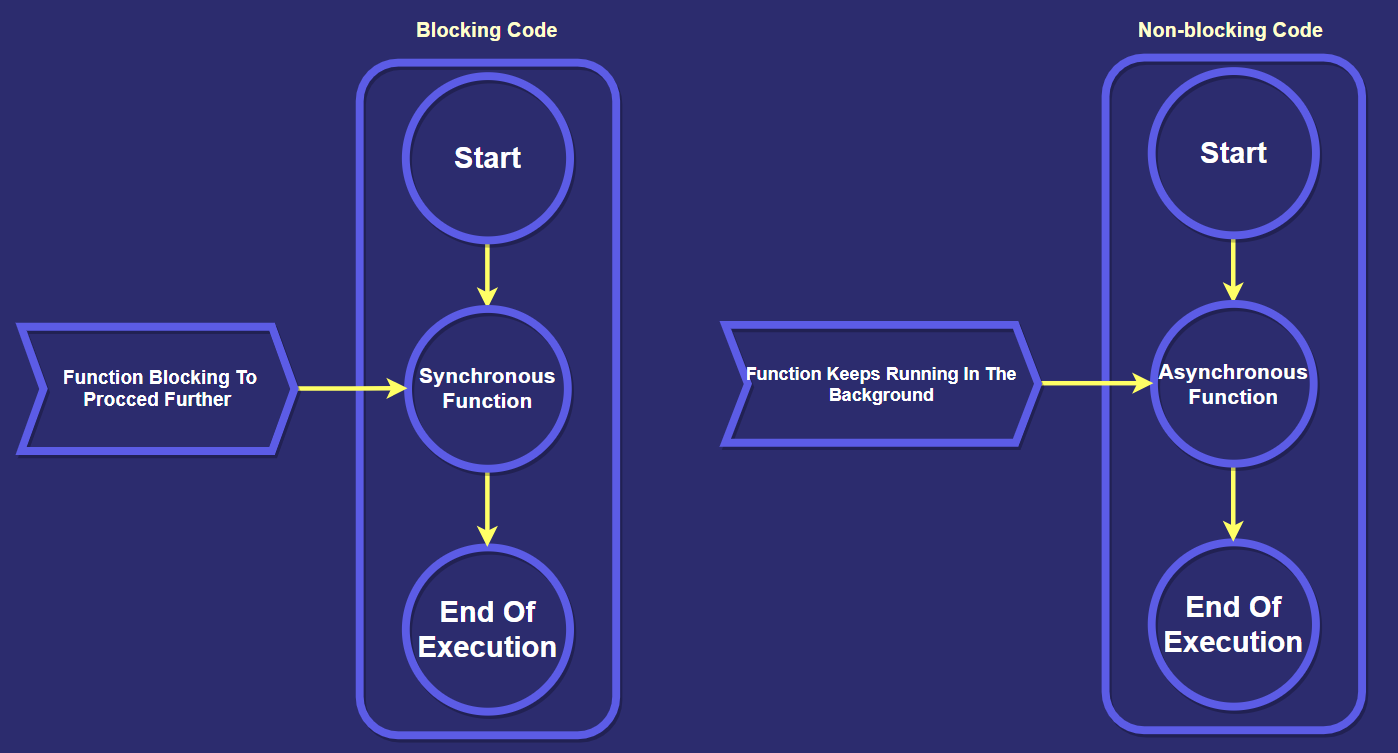 Blocking Code
Start
Function Blocking To
Procced Further
Synchronous
Function
End Of
Execution
Non-blocking Code
Start
Function Keeps Running In The
Background
Asynchronous
Function
End Of
Execution